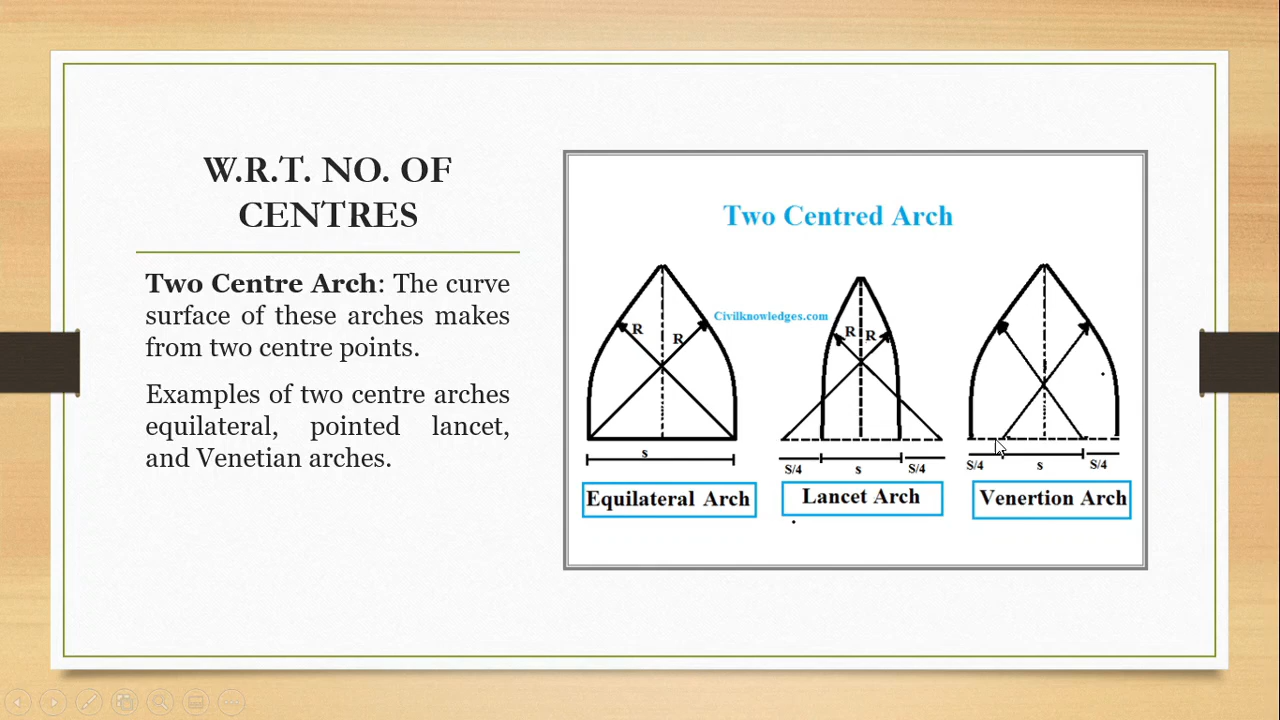 W.R.T. NO. OF
CENTRES
Two Centre Arch: The curve
surface of these arches makes
from two centre points.
Examples of two centre arches
equilateral, pointed lancet,
and Venetian arches.
Two Centred Arch
Civilknowledges.com
R
R
s
Equilateral Arch
R R
S/4 s S/4
Lancet Arch
S/4 s S/4
Venertion Arch